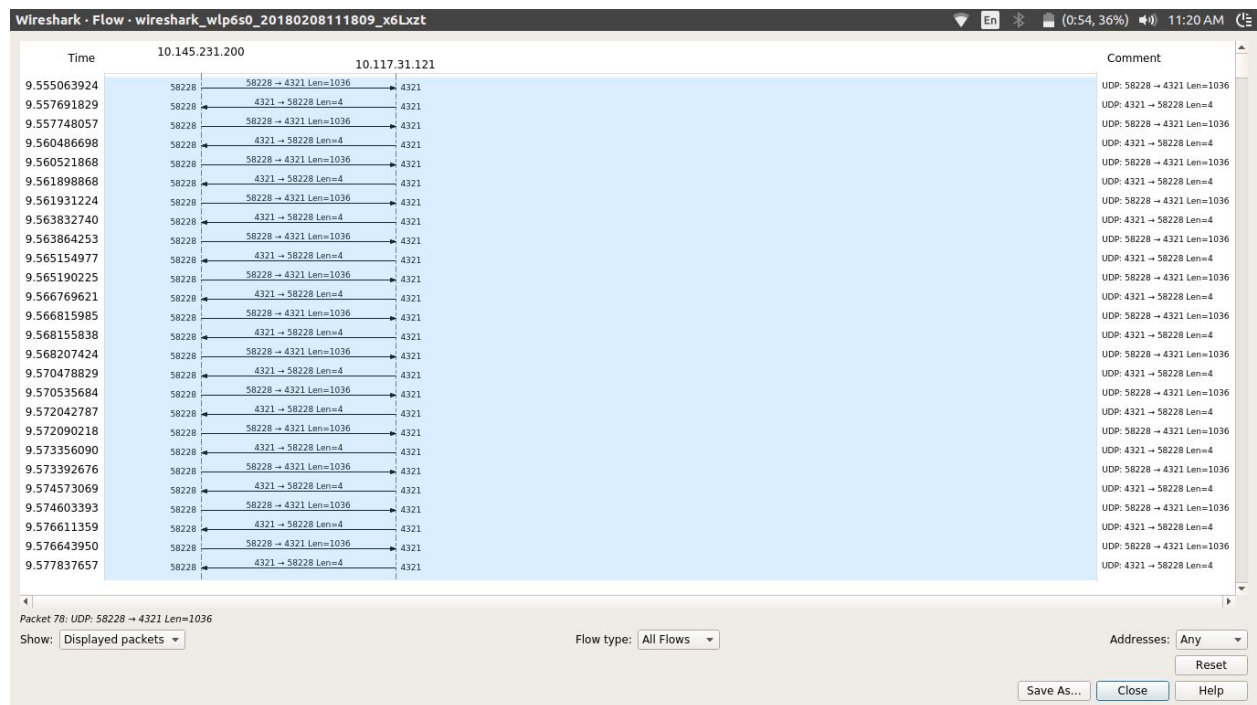 Wireshark · Flow · wireshark_wlp6s0_20180208111809_x6Lxzt En (0:54, 36%) 11:20 AM
Time 10.145.231.200 10.117.31.121 Comment
9.555063924 58228 58228 → 4321 Len=1036 4321 UDP: 58228 → 4321 Len=1036
9.557691829 58228 4321 → 58228 Len=4 4321 UDP: 4321 → 58228 Len=4
9.557748057 58228 58228 → 4321 Len=1036 4321 UDP: 58228 → 4321 Len=1036
9.560486698 58228 4321 → 58228 Len=4 4321 UDP: 4321 → 58228 Len=4
9.560521868 58228 58228 → 4321 Len=1036 4321 UDP: 58228 → 4321 Len=1036
9.561898868 58228 4321 → 58228 Len=4 4321 UDP: 4321 → 58228 Len=4
9.561931224 58228 58228 → 4321 Len=1036 4321 UDP: 58228 → 4321 Len=1036
9.563832740 58228 4321 → 58228 Len=4 4321 UDP: 4321 → 58228 Len=4
9.563864253 58228 58228 → 4321 Len=1036 4321 UDP: 58228 → 4321 Len=1036
9.565154977 58228 4321 → 58228 Len=4 4321 UDP: 4321 → 58228 Len=4
9.565190225 58228 58228 → 4321 Len=1036 4321 UDP: 58228 → 4321 Len=1036
9.566769621 58228 4321 → 58228 Len=4 4321 UDP: 4321 → 58228 Len=4
9.566815985 58228 58228 → 4321 Len=1036 4321 UDP: 58228 → 4321 Len=1036
9.568155838 58228 4321 → 58228 Len=4 4321 UDP: 4321 → 58228 Len=4
9.568207424 58228 58228 → 4321 Len=1036 4321 UDP: 58228 → 4321 Len=1036
9.570478829 58228 4321 → 58228 Len=4 4321 UDP: 4321 → 58228 Len=4
9.570535684 58228 58228 → 4321 Len=1036 4321 UDP: 58228 → 4321 Len=1036
9.572042787 58228 4321 → 58228 Len=4 4321 UDP: 4321 → 58228 Len=4
9.572090218 58228 58228 → 4321 Len=1036 4321 UDP: 58228 → 4321 Len=1036
9.573356090 58228 4321 → 58228 Len=4 4321 UDP: 4321 → 58228 Len=4
9.573392676 58228 58228 → 4321 Len=1036 4321 UDP: 58228 → 4321 Len=1036
9.574573069 58228 4321 → 58228 Len=4 4321 UDP: 4321 → 58228 Len=4
9.574603393 58228 58228 → 4321 Len=1036 4321 UDP: 58228 → 4321 Len=1036
9.576611359 58228 4321 → 58228 Len=4 4321 UDP: 4321 → 58228 Len=4
9.576643950 58228 58228 → 4321 Len=1036 4321 UDP: 58228 → 4321 Len=1036
9.577837657 58228 4321 → 58228 Len=4 4321 UDP: 4321 → 58228 Len=4
Packet 78: UDP: 58228 → 4321 Len=1036
Show: Displayed packets Flow type: All Flows Addresses: Any
Reset
Save As... Close Help